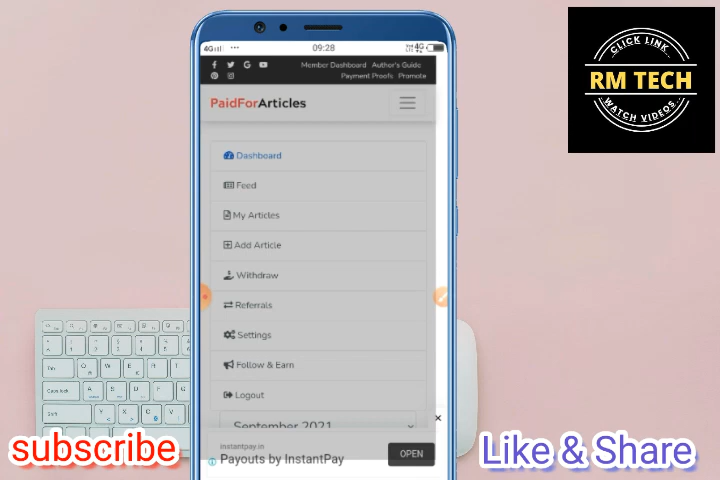 4G
09:28
4G
Member Dashboard Author's Guide
Payment Proofs Promote
PaidForArticles
Dashboard
Feed
My Articles
Add Article
Withdraw
Referrals
Settings
Follow & Earn
Logout
September 2021
instantpay.in
Payouts by InstantPay
OPEN
CLICK LINK
RM TECH
WATCH VIDEOS
subscribe
Like & Share